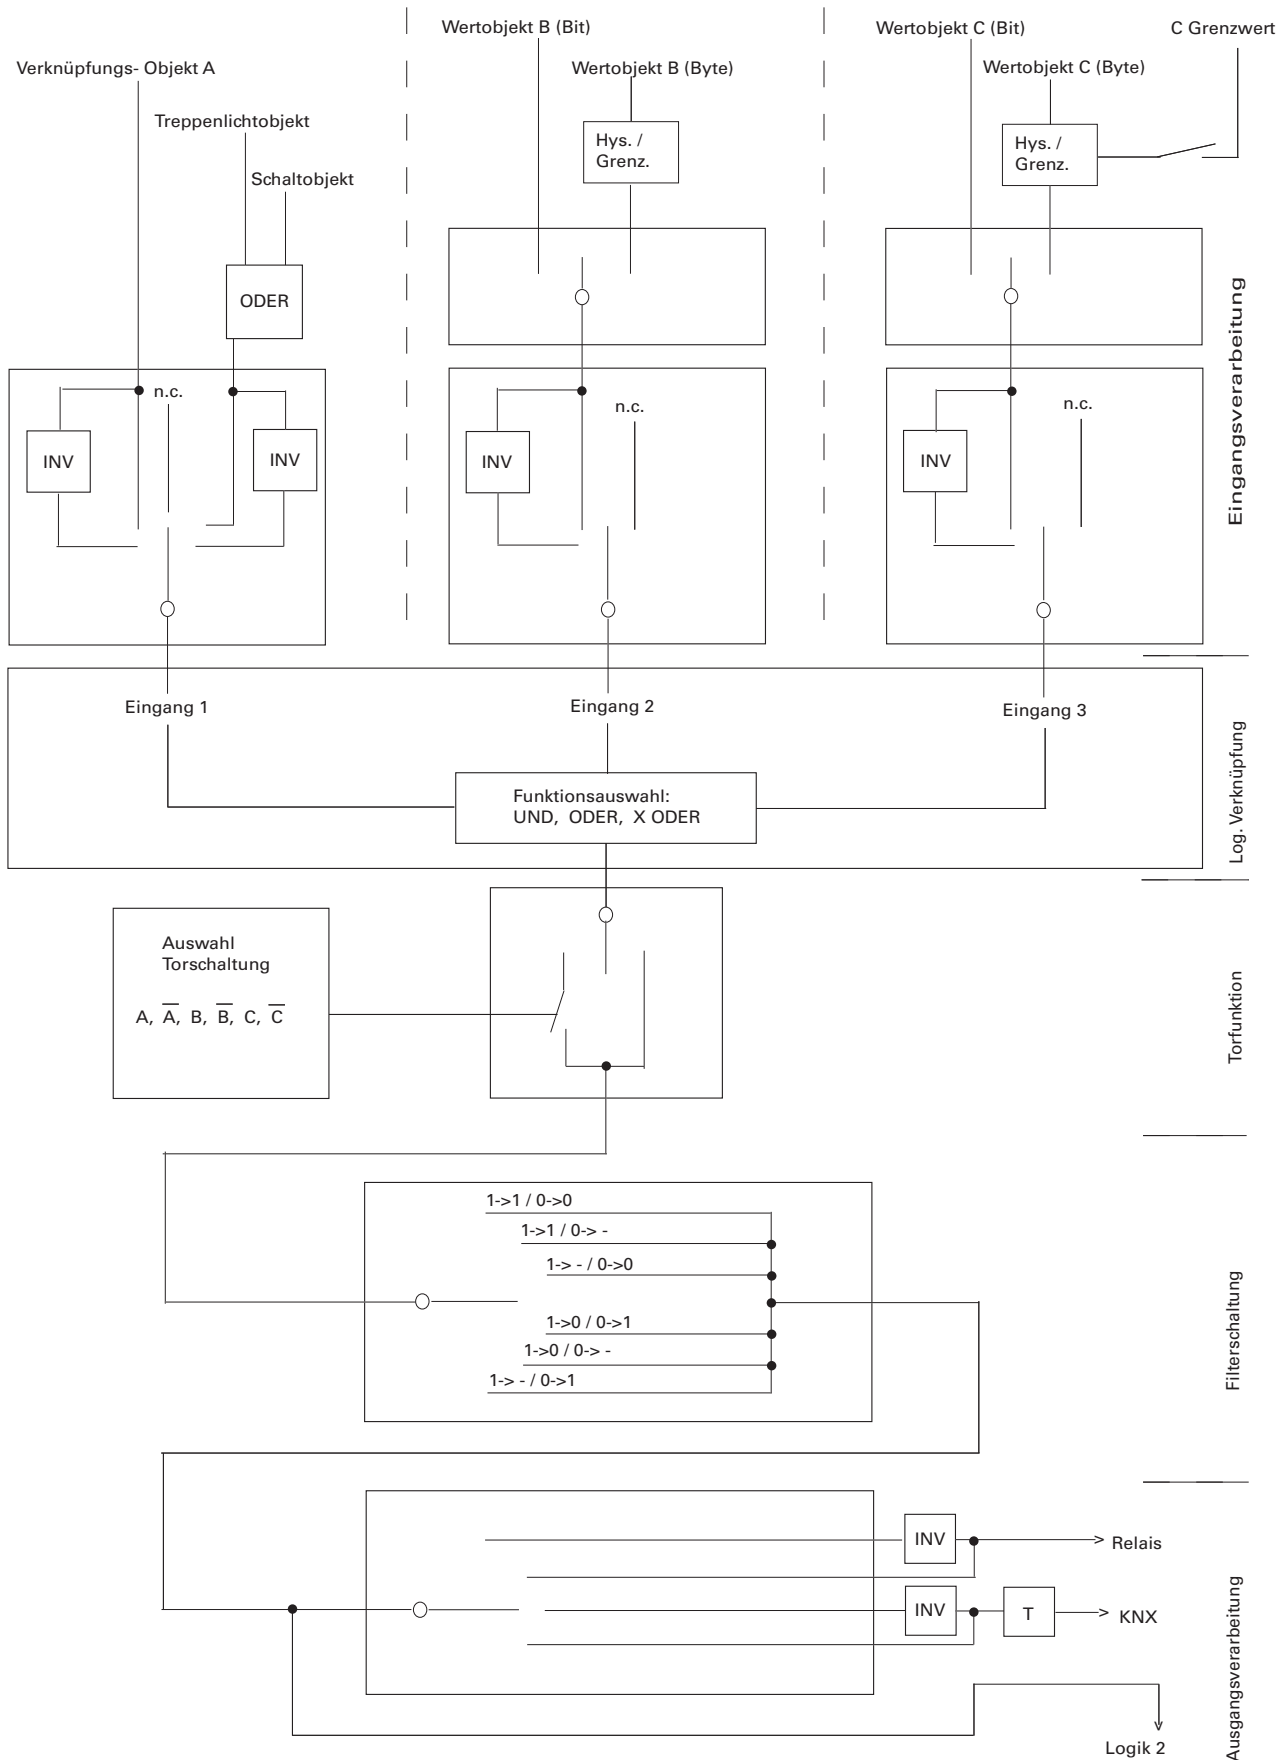 Wertobjekt B (Bit)
Wertobjekt C (Bit)
C Grenzwert
Verknüpfungs- Objekt A
Wertobjekt B (Byte)
Wertobjekt C (Byte)
Treppenlichtobjekt
Hys. /
Grenz.
Hys. /
Grenz.
Schaltobjekt
ODER
Eingangsverarbeitung
n.c.
n.c.
n.c.
INV
INV
INV
INV
Eingang 1
Eingang 2
Eingang 3
Funktionsauswahl:
UND, ODER, X ODER
Log. Verknüpfung
Auswahl
Torschaltung
A, A̅, B, B̅, C, C̅
Torfunktion
1->1 / 0->0
1->1 / 0-> -
1-> - / 0->0
1->0 / 0->1
1->0 / 0-> -
1-> - / 0->1
Filterschaltung
INV
Relais
INV
T
KNX
Ausgangsverarbeitung
Logik 2